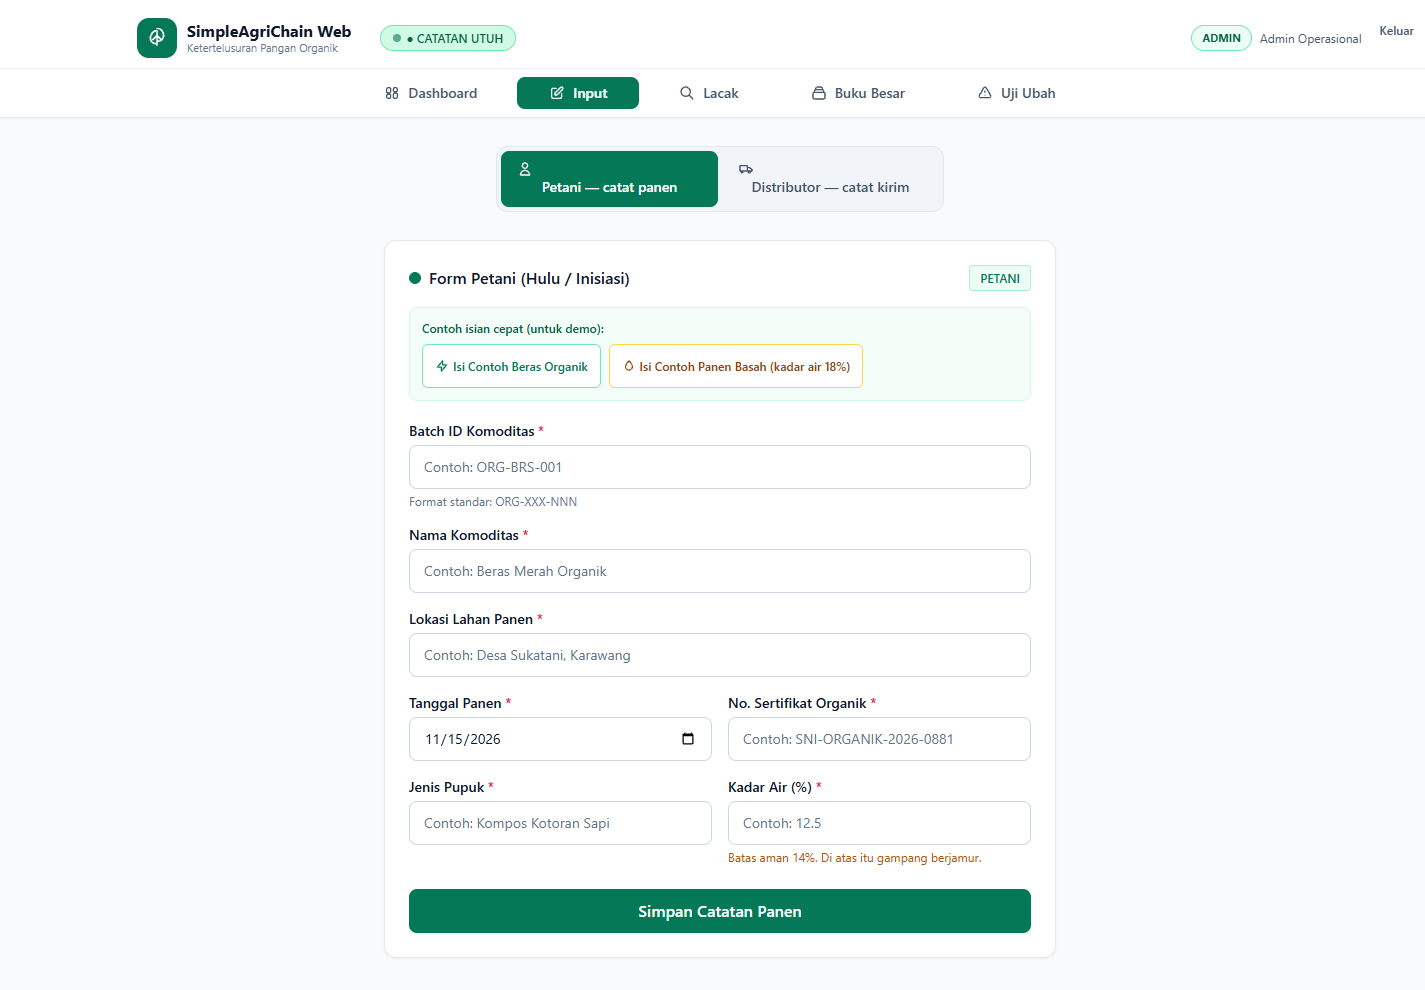 SimpleAgriChain Web
Ketertelusuran Pangan Organik
● CATATAN UTUH
ADMIN
Admin Operasional
Keluar
Dashboard
Input
Lacak
Buku Besar
Uji Ubah
Petani — catat panen
Distributor — catat kirim
Form Petani (Hulu / Inisiasi)
PETANI
Contoh isian cepat (untuk demo):
Isi Contoh Beras Organik
Isi Contoh Panen Basah (kadar air 18%)
Batch ID Komoditas *
Contoh: ORG-BRS-001
Format standar: ORG-XXX-NNN
Nama Komoditas *
Contoh: Beras Merah Organik
Lokasi Lahan Panen *
Contoh: Desa Sukatani, Karawang
Tanggal Panen *
11/15/2026
No. Sertifikat Organik *
Contoh: SNI-ORGANIK-2026-0881
Jenis Pupuk *
Contoh: Kompos Kotoran Sapi
Kadar Air (%) *
Contoh: 12.5
Batas aman 14%. Di atas itu gampang berjamur.
Simpan Catatan Panen